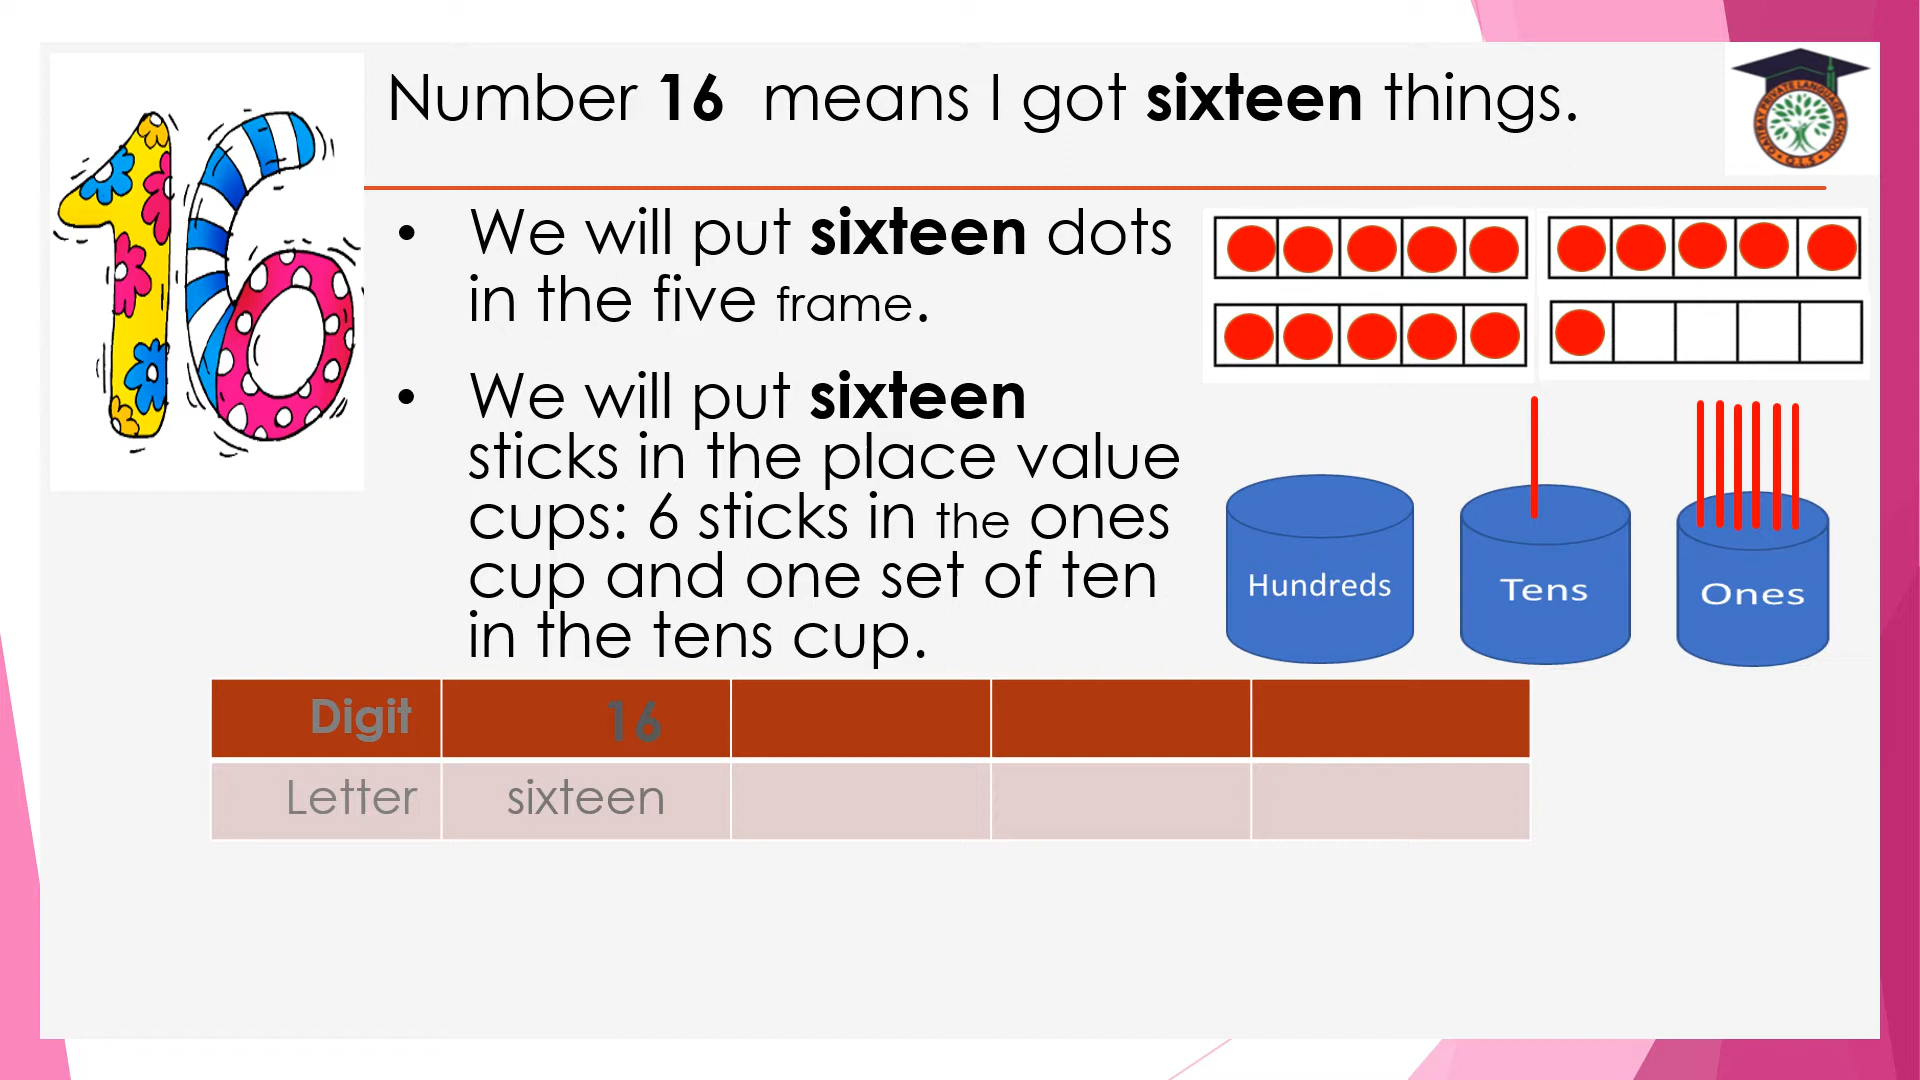 Number 16 means I got sixteen things.
• We will put sixteen dots
in the five frame.
• We will put sixteen
sticks in the place value
cups: 6 sticks in the ones
cup and one set of ten
in the tens cup.
Hundreds
Tens
Ones
Digit 16
Letter sixteen
16